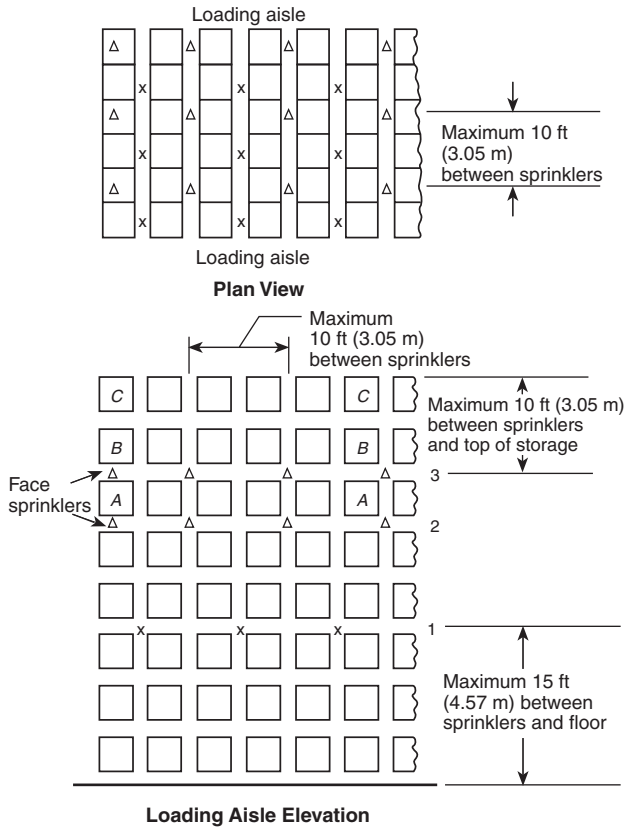 Loading aisle
Δ Δ Δ Δ
x x x
Δ Δ Δ Δ
x x x
Δ Δ Δ Δ
x x x
Maximum 10 ft
(3.05 m)
between sprinklers
Loading aisle
Plan View
Maximum
10 ft (3.05 m)
between sprinklers
C C
Maximum 10 ft (3.05 m)
between sprinklers
and top of storage
B B
Δ Δ Δ Δ 3
Face
sprinklers
A A
Δ Δ Δ Δ 2
x x x 1
Maximum 15 ft
(4.57 m) between
sprinklers and floor
Loading Aisle Elevation